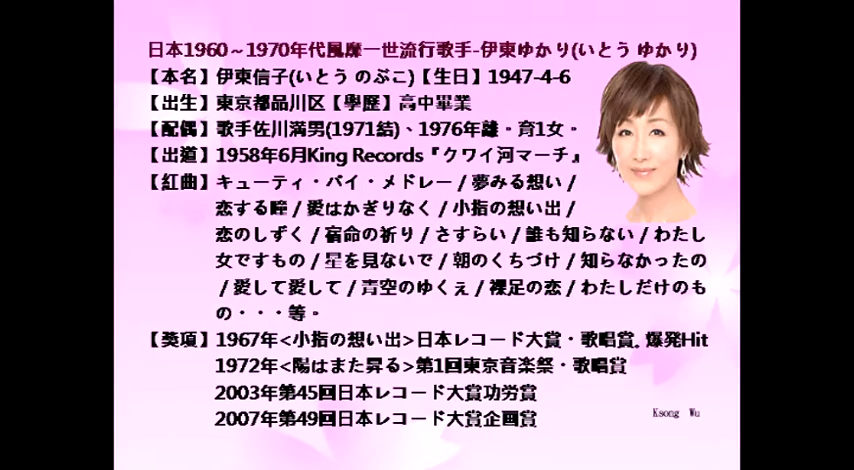 日本1960～1970年代風靡一世流行歌手-伊東ゆかり(いとう ゆかり)
【本名】伊東信子(いとう のぶこ)【生日】1947-4-6
【出生】東京都品川区【學歷】高中畢業
【配偶】歌手佐川満男(1971結)、1976年離。育1女。
【出道】1958年6月King Records『クワイ河マーチ』
【紅曲】キューティ・パイ・メドレー / 夢みる想い /
恋する瞳 / 愛はかぎりなく / 小指の想い出 /
恋のしずく / 宿命の祈り / さすらい / 誰も知らない / わたし
女ですもの / 星を見ないで / 朝のくちづけ / 知らなかったの
/ 愛して愛して / 青空のゆくえ / 裸足の恋 / わたしだけのも
の・・・等。
【奬項】1967年<小指の想い出>日本レコード大賞・歌唱賞. 爆発Hit
1972年<陽はまた昇る>第1回東京音楽祭・歌唱賞
2003年第45回日本レコード大賞功労賞
2007年第49回日本レコード大賞企画賞
Ksong Wu